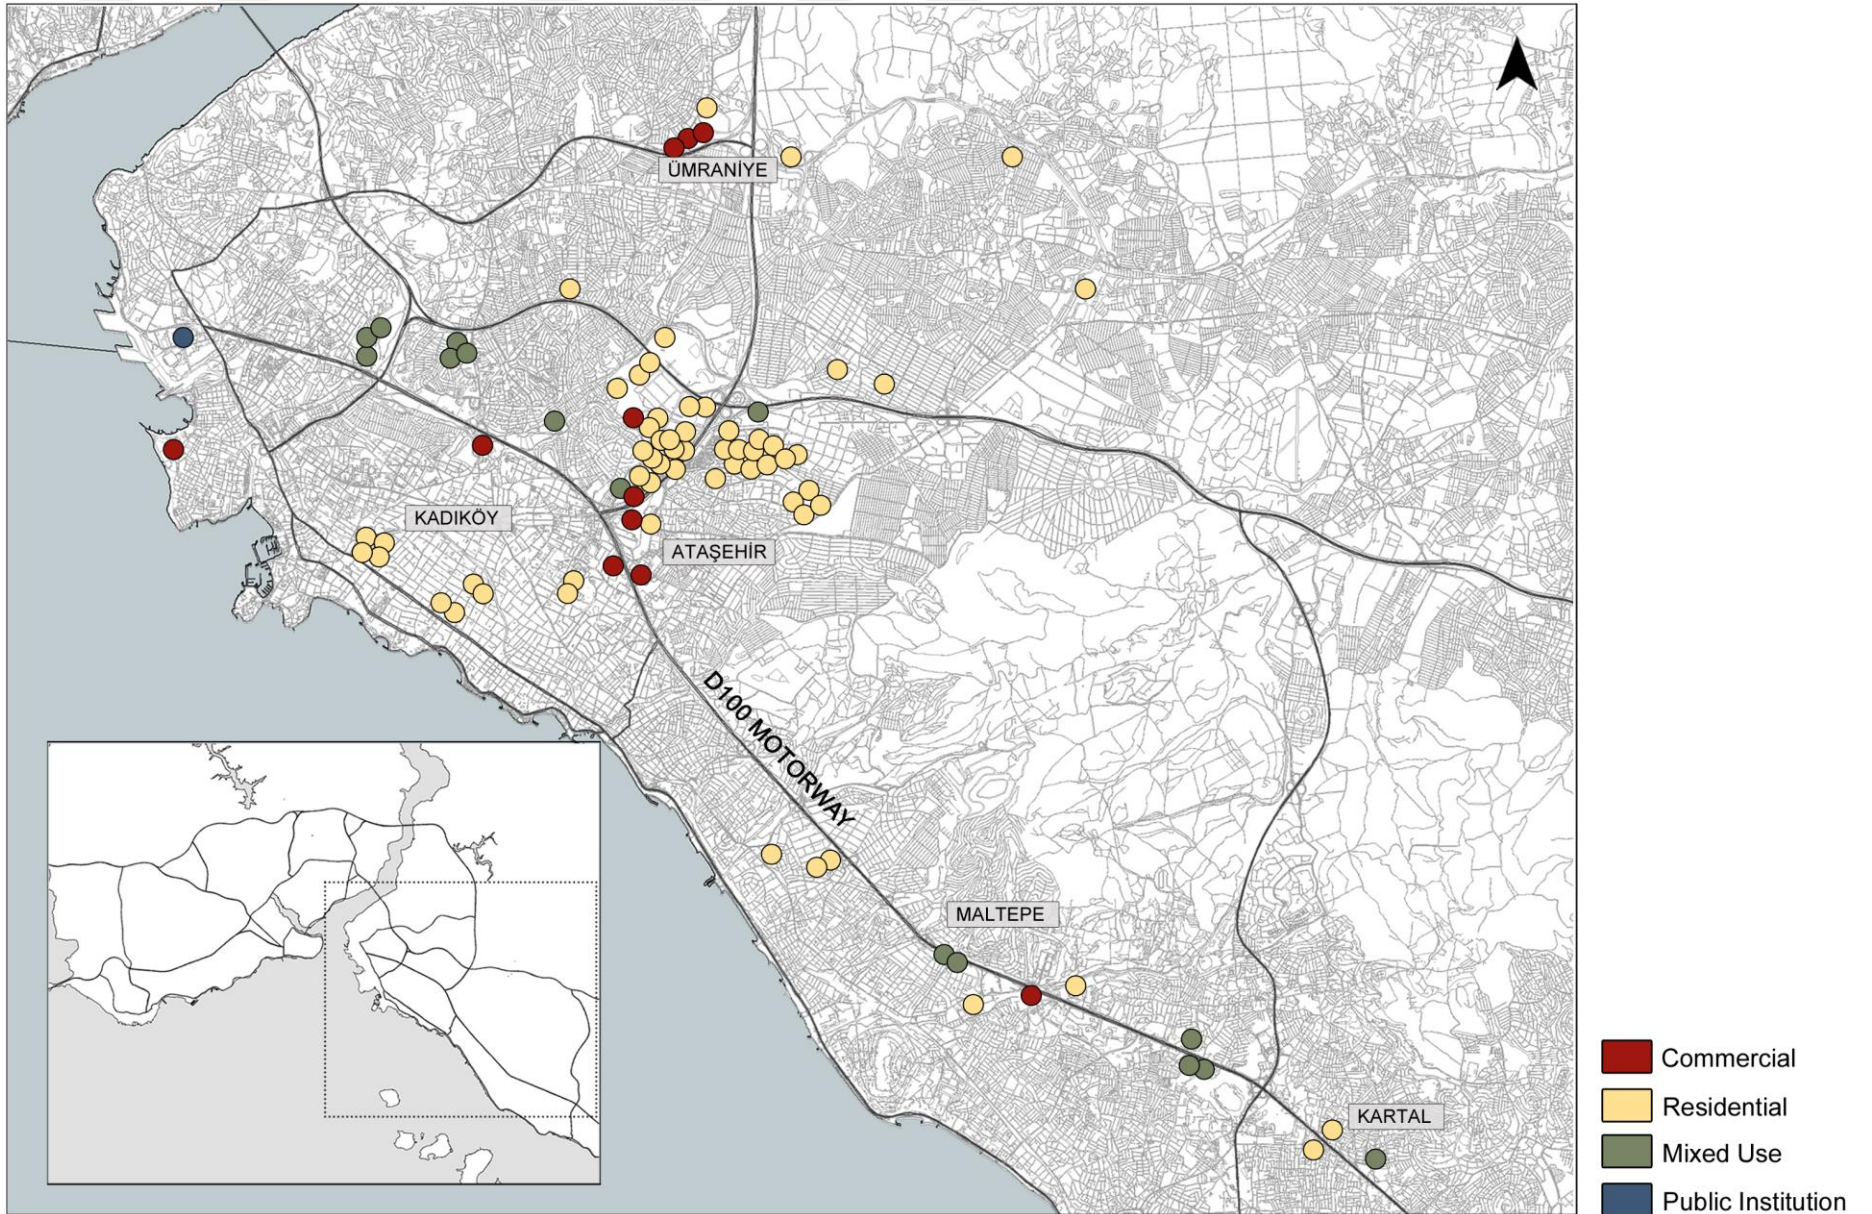 ÜMRANİYE
KADIKÖY
ATAŞEHİR
D100 MOTORWAY
MALTEPE
KARTAL
Commercial
Residential
Mixed Use
Public Institution